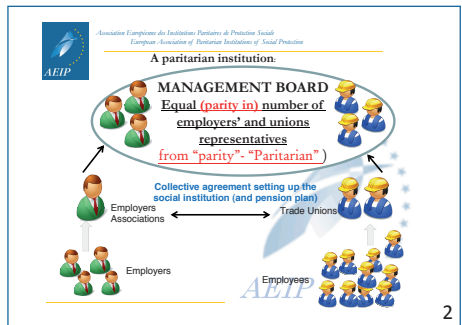 Association Européenne des Institutions Paritaires de Protection Sociale
European Association of Paritarian Institutions of Social Protection
AEIP
A paritarian institution:
MANAGEMENT BOARD
Equal (parity in) number of
employers' and unions
representatives
from "parity"- "Paritarian" )
Collective agreement setting up the
social institution (and pension plan)
Employers
Associations
Trade Unions
Employers
Employees
AEIP
2